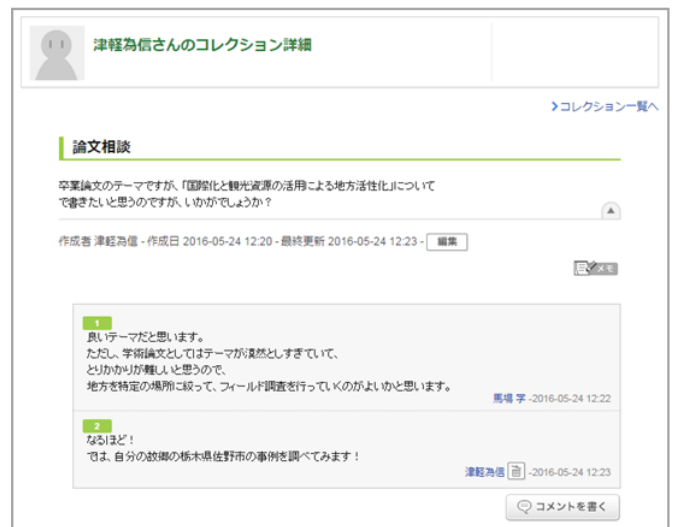 津軽為信さんのコレクション詳細
コレクション一覧へ
論文相談
卒業論文のテーマですが、「国際化と観光資源の活用による地方活性化」について
で書きたいと思うのですが、いかがでしょうか？
作成者 津軽為信 - 作成日 2016-05-24 12:20 - 最終更新 2016-05-24 12:23 - 編集
メモ
1
良いテーマだと思います。
ただし、学術論文としてはテーマが漠然としすぎていて、
とりかかりが難しいと思うので、
地方を特定の場所に絞って、フィールド調査を行っていくのがよいかと思います。
馬場 学 -2016-05-24 12:22
2
なるほど！
では、自分の故郷の栃木県佐野市の事例を調べてみます！
津軽為信 -2016-05-24 12:23
コメントを書く